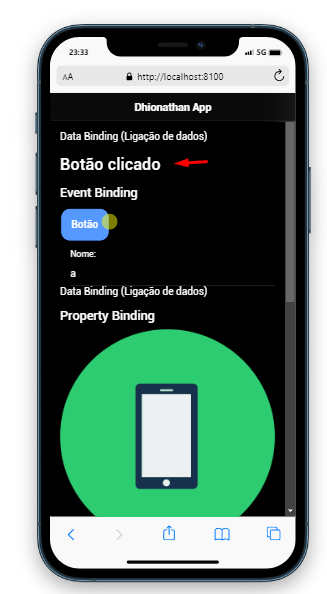 23:33
5G
AA
http://localhost:8100
Dhionathan App
Data Binding (Ligação de dados)
Botão clicado
Event Binding
Botão
Nome:
a
Data Binding (Ligação de dados)
Property Binding